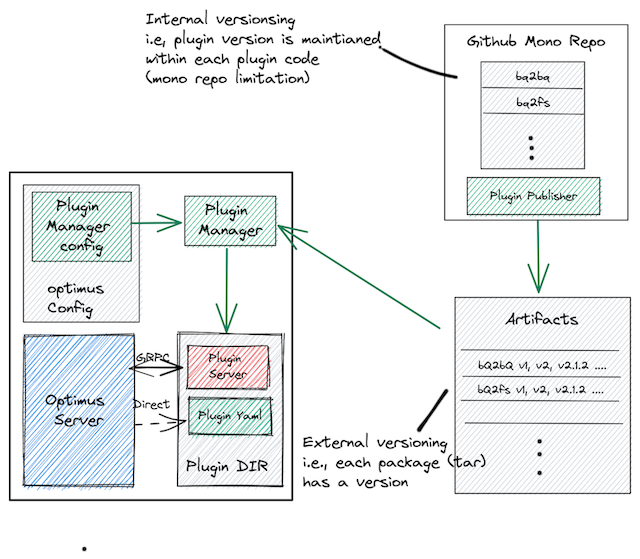 Internal versionsing
i.e, plugin version is maintianed
within each plugin code
(mono repo limitation)
Github Mono Repo
bq2bq
bq2fs
Plugin Publisher
Plugin
Manager
config
optimus
Config
Plugin
Manager
Artifacts
bQ2bQ v1, v2, v2.1.2 ....
bQ2fs v1, v2, v2.1.2 ....
GRPC
Plugin
Server
Optimus
Server
Direct
Plugin Yaml
Plugin DIR
External versioning
i.e., each package (tar)
has a version